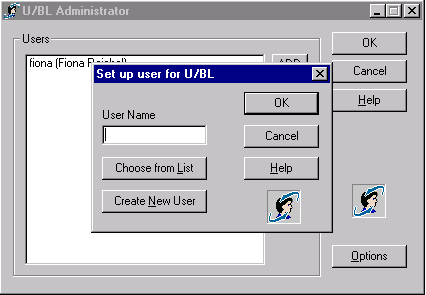 U/BL Administrator
Users
fiona (Fiona
OK
Cancel
Help
Options
Set up user for U/BL
User Name
OK
Cancel
Choose from List
Help
Create New User